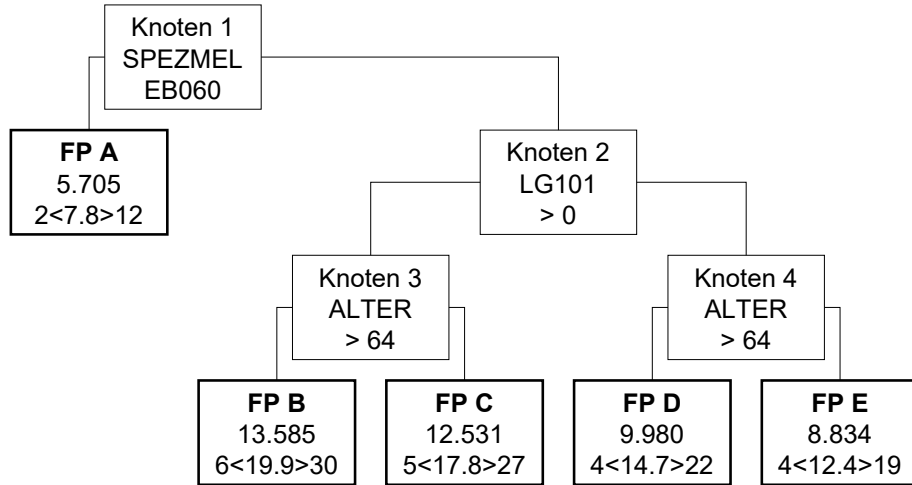 Knoten 1
SPEZMEL
EB060
FP A
5.705
2<7.8>12
Knoten 2
LG101
> 0
Knoten 3
ALTER
> 64
Knoten 4
ALTER
> 64
FP B
13.585
6<19.9>30
FP C
12.531
5<17.8>27
FP D
9.980
4<14.7>22
FP E
8.834
4<12.4>19